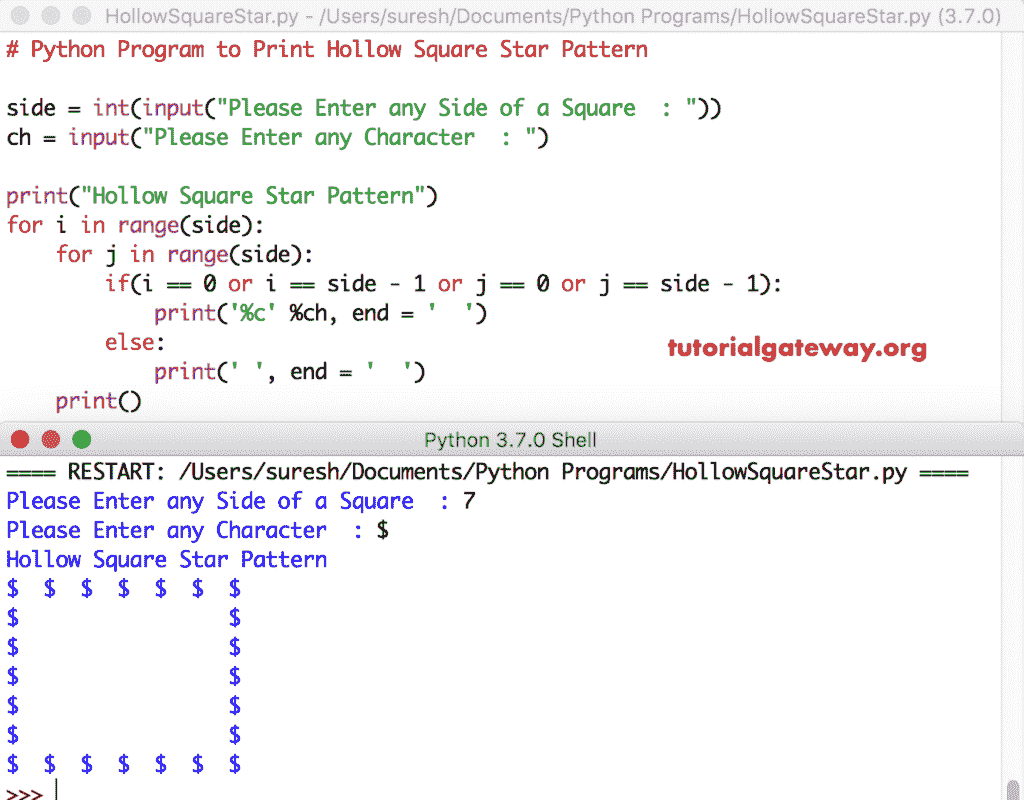 HollowSquareStar.py - /Users/suresh/Documents/Python Programs/HollowSquareStar.py (3.7.0)
# Python Program to Print Hollow Square Star Pattern
side = int(input("Please Enter any Side of a Square  : "))
ch = input("Please Enter any Character  : ")
print("Hollow Square Star Pattern")
for i in range(side):
    for j in range(side):
        if(i == 0 or i == side - 1 or j == 0 or j == side - 1):
            print('%c' %ch, end = '  ')
        else:
            print(' ', end = '  ')
    print()
tutorialgateway.org
Python 3.7.0 Shell
==== RESTART: /Users/suresh/Documents/Python Programs/HollowSquareStar.py ====
Please Enter any Side of a Square  : 7
Please Enter any Character  : $
Hollow Square Star Pattern
$  $  $  $  $  $  $
$                 $
$                 $
$                 $
$                 $
$                 $
$  $  $  $  $  $  $
>>>